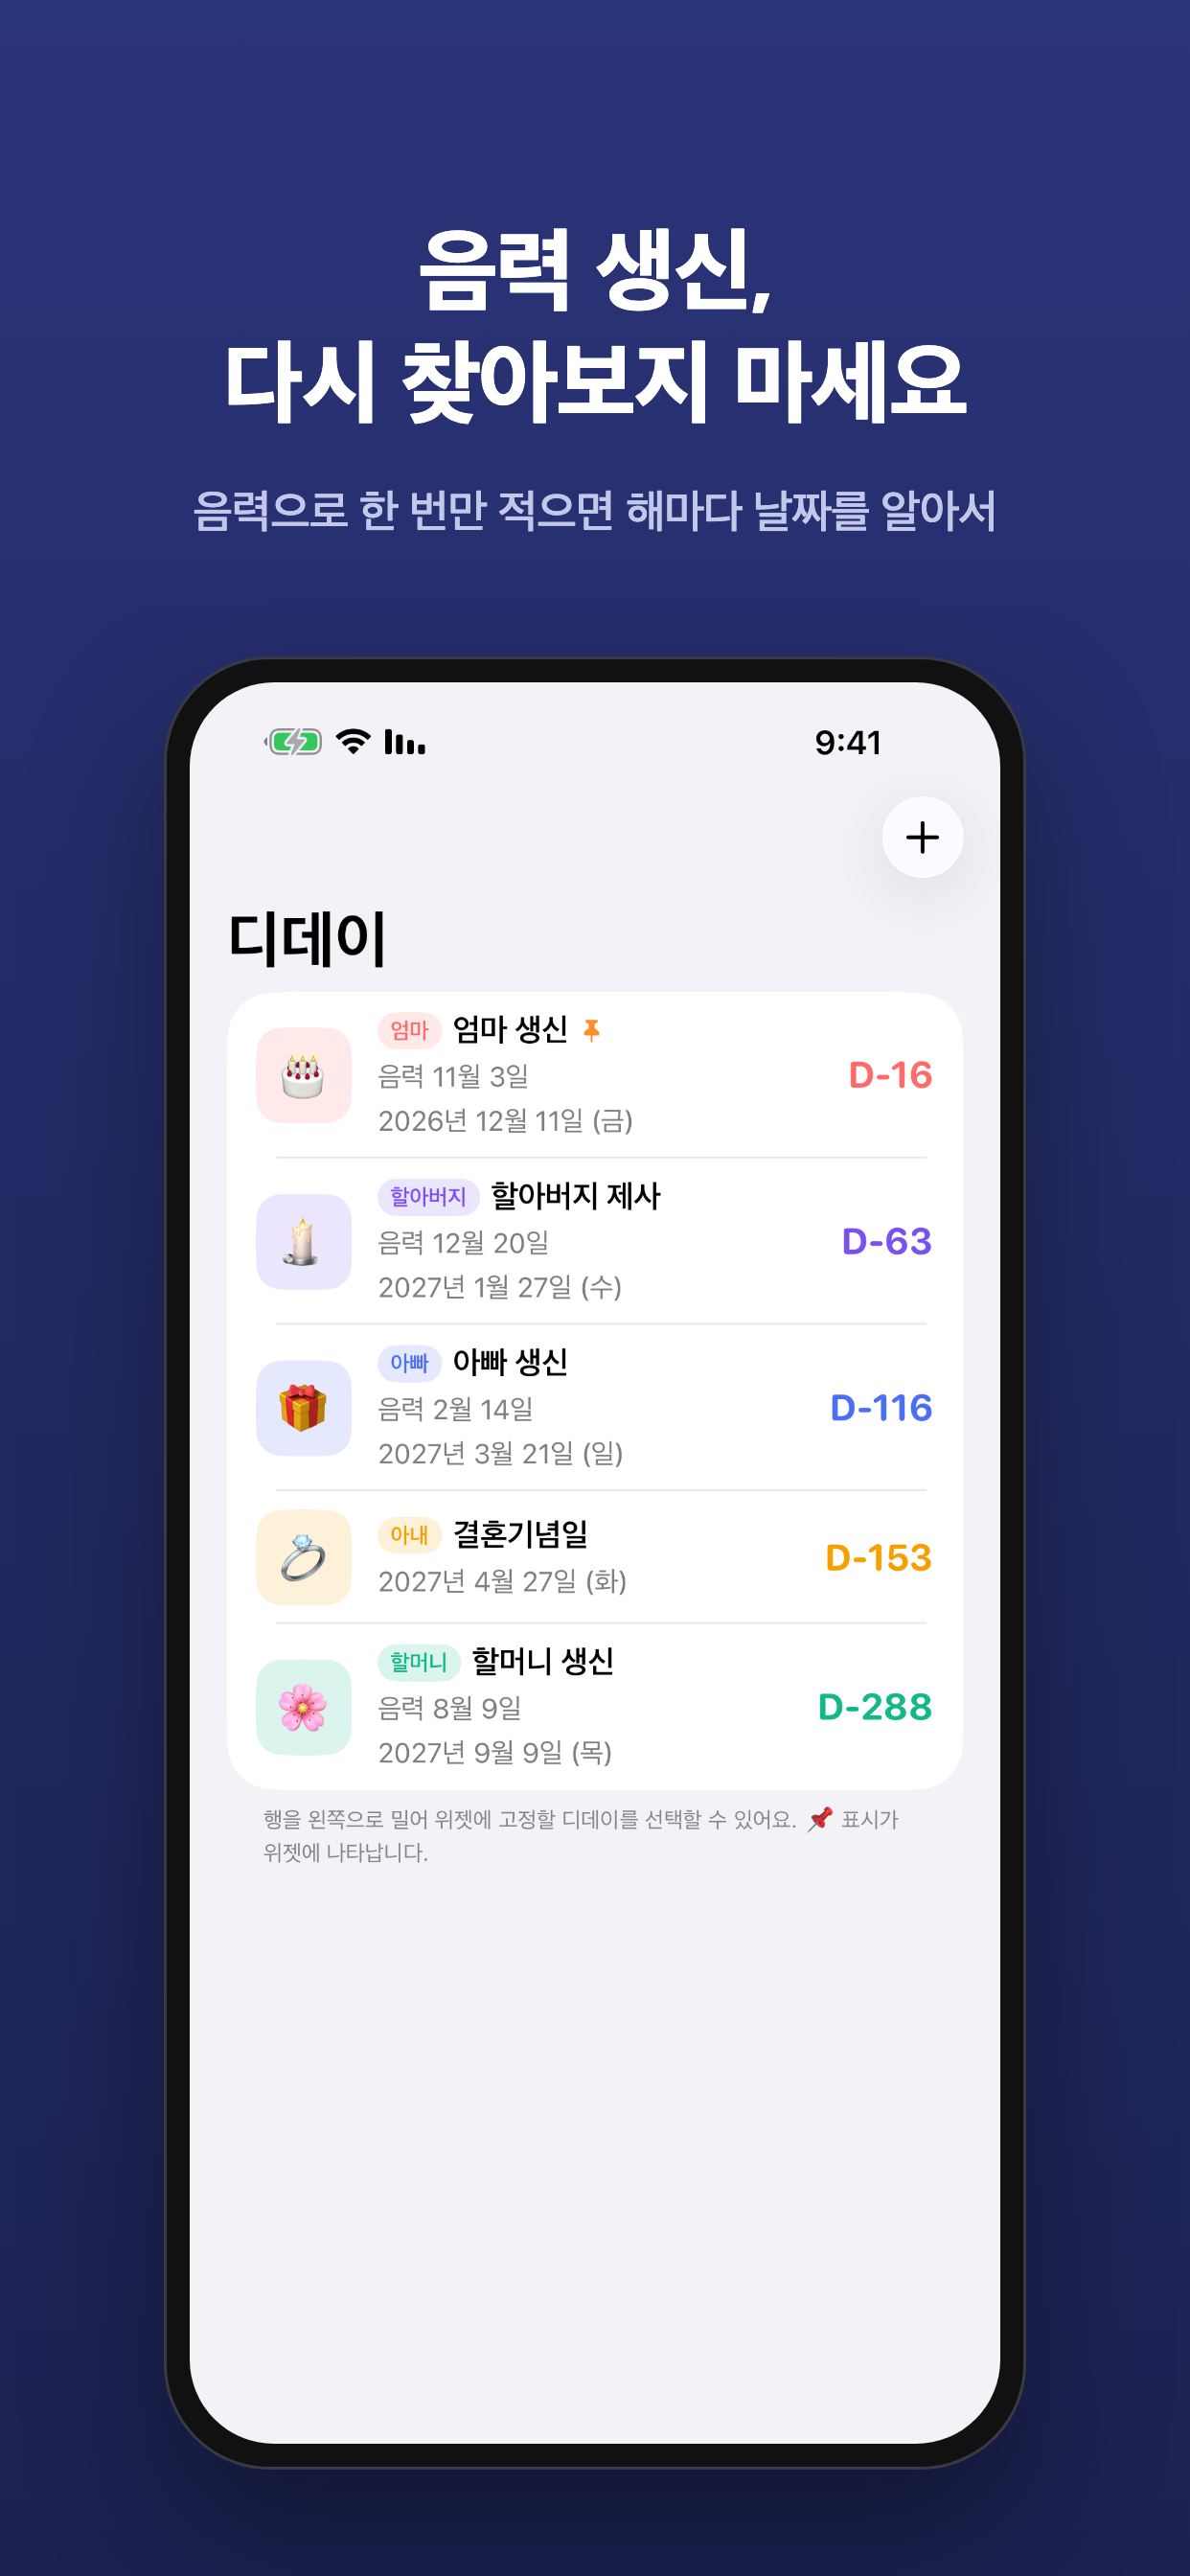 음력 생신,
다시 찾아보지 마세요
음력으로 한 번만 적으면 해마다 날짜를 알아서
9:41
디데이
엄마 엄마 생신
음력 11월 3일
2026년 12월 11일 (금)
D-16
할아버지 할아버지 제사
음력 12월 20일
2027년 1월 27일 (수)
D-63
아빠 아빠 생신
음력 2월 14일
2027년 3월 21일 (일)
D-116
아내 결혼기념일
2027년 4월 27일 (화)
D-153
할머니 할머니 생신
음력 8월 9일
2027년 9월 9일 (목)
D-288
행을 왼쪽으로 밀어 위젯에 고정할 디데이를 선택할 수 있어요. 📌 표시가
위젯에 나타납니다.